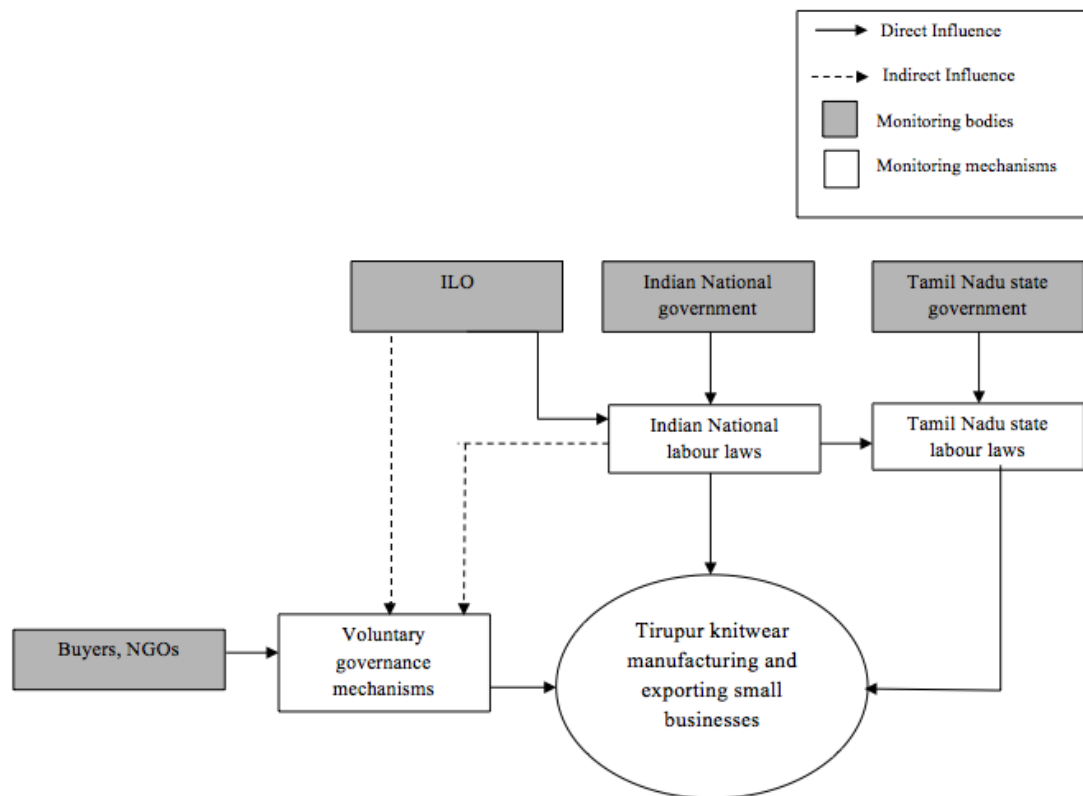 Direct Influence
Indirect Influence
Monitoring bodies
Monitoring mechanisms
ILO
Indian National
government
Tamil Nadu state
government
Indian National
labour laws
Tamil Nadu state
labour laws
Buyers, NGOs
Voluntary
governance
mechanisms
Tirupur knitwear
manufacturing and
exporting small
businesses